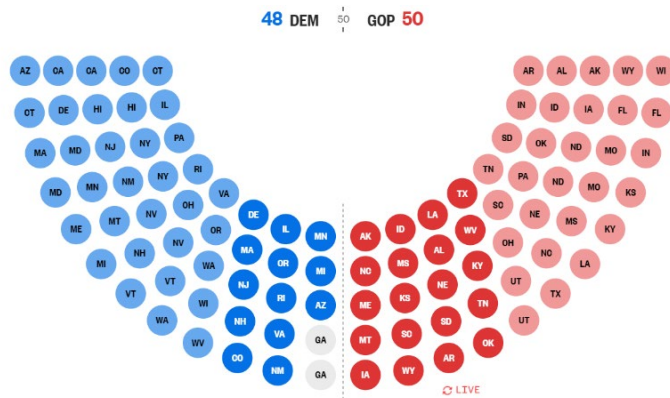 48 DEM 50 GOP 50
AZ CA CA CO CT AR AL AK WY WI
CT DE HI HI IL IN ID IA FL FL
MA MD NJ NY PA SD OK ND MO IN
MD MN NM NY RI TN PA ND MO KS
ME MT NV OH VA SC NE MS KY
MI NH NV OR OH NC LA
VT VT WA UT TX
WA WI UT
WV
DE IL MN AK ID LA TX
MA OR MI NC MS AL WV
NJ RI AZ ME KS NE KY
NH VA GA MT SC SD TN
CO NM GA IA WY AR OK
LIVE